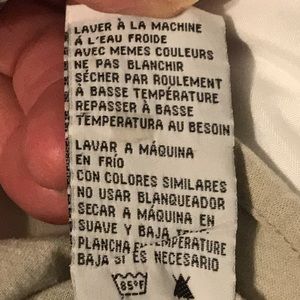 LAVER À LA MACHINE
À L'EAU FROIDE
AVEC MEMES COULEURS
NE PAS BLANCHIR
SÉCHER PAR ROULEMENT
À BASSE TEMPÉRATURE
REPASSER À BASSE
TEMPERATURA AU BESOIN
LAVAR A MÁQUINA
EN FRÍO
CON COLORES SIMILARES
NO USAR BLANQUEADOR
SECAR A MÁQUINA EN
SUAVE Y BAJA
PLANCHA
BAJA SI ES NECESARIO
85°F